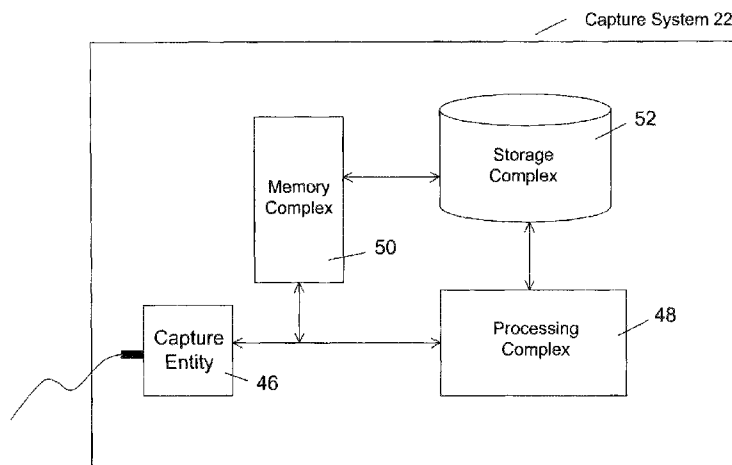 Capture System 22
52
Storage
Complex
Memory
Complex
50
48
Processing
Complex
Capture
Entity
46